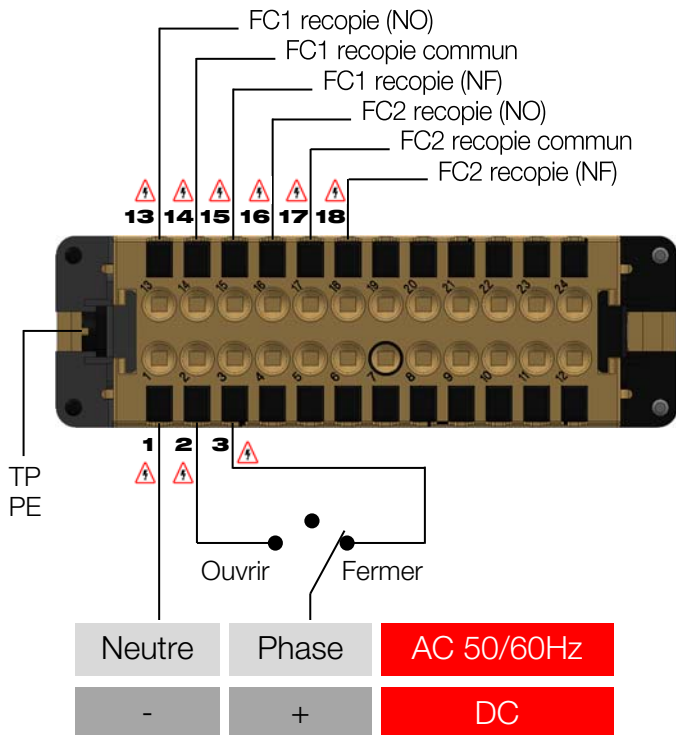 FC1 recopie (NO)
FC1 recopie commun
FC1 recopie (NF)
FC2 recopie (NO)
FC2 recopie commun
FC2 recopie (NF)
13 14 15 16 17 18
13 14 15 16 17 18 19 20 21 22 23 24
1 2 3 4 5 6 7 8 9 10 11 12
1 2 3
TP
PE
Ouvrir Fermer
Neutre Phase AC 50/60Hz
- + DC